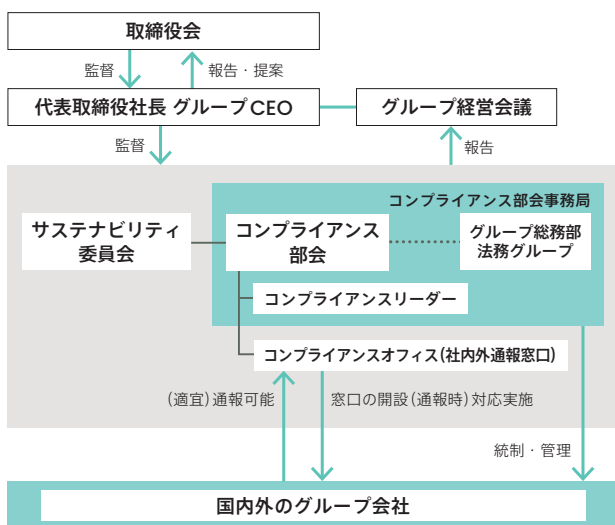 取締役会
監督
報告・提案
代表取締役社長 グループCEO
グループ経営会議
監督
報告
コンプライアンス部会事務局
サステナビリティ
委員会
コンプライアンス
部会
グループ総務部
法務グループ
コンプライアンスリーダー
コンプライアンスオフィス(社内外通報窓口)
(適宜)通報可能
窓口の開設(通報時)対応実施
統制・管理
国内外のグループ会社